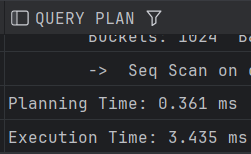 QUERY PLAN
Buckets: 1024
-> Seq Scan on
Planning Time: 0.361 ms
Execution Time: 3.435 ms